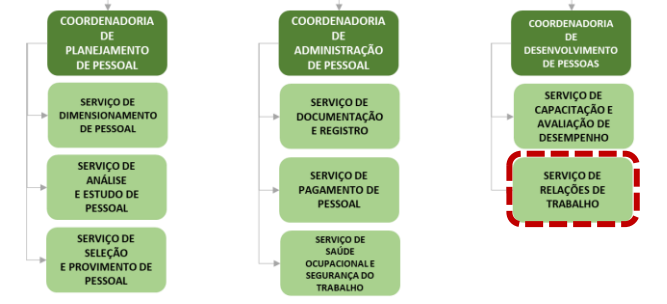 COORDENADORIA
DE
PLANEJAMENTO
DE PESSOAL
SERVIÇO DE
DIMENSIONAMENTO
DE PESSOAL
SERVIÇO DE
ANÁLISE
E ESTUDO DE
PESSOAL
SERVIÇO DE
SELEÇÃO
E PROVIMENTO DE
PESSOAL
COORDENADORIA
DE
ADMINISTRAÇÃO
DE PESSOAL
SERVIÇO DE
DOCUMENTAÇÃO
E REGISTRO
SERVIÇO DE
PAGAMENTO DE
PESSOAL
SERVIÇO DE
SAÚDE
OCUPACIONAL E
SEGURANÇA DO
TRABALHO
COORDENADORIA
DE
DESENVOLVIMENTO
DE PESSOAS
SERVIÇO DE
CAPACITAÇÃO E
AVALIAÇÃO DE
DESEMPENHO
SERVIÇO DE
RELAÇÕES DE
TRABALHO